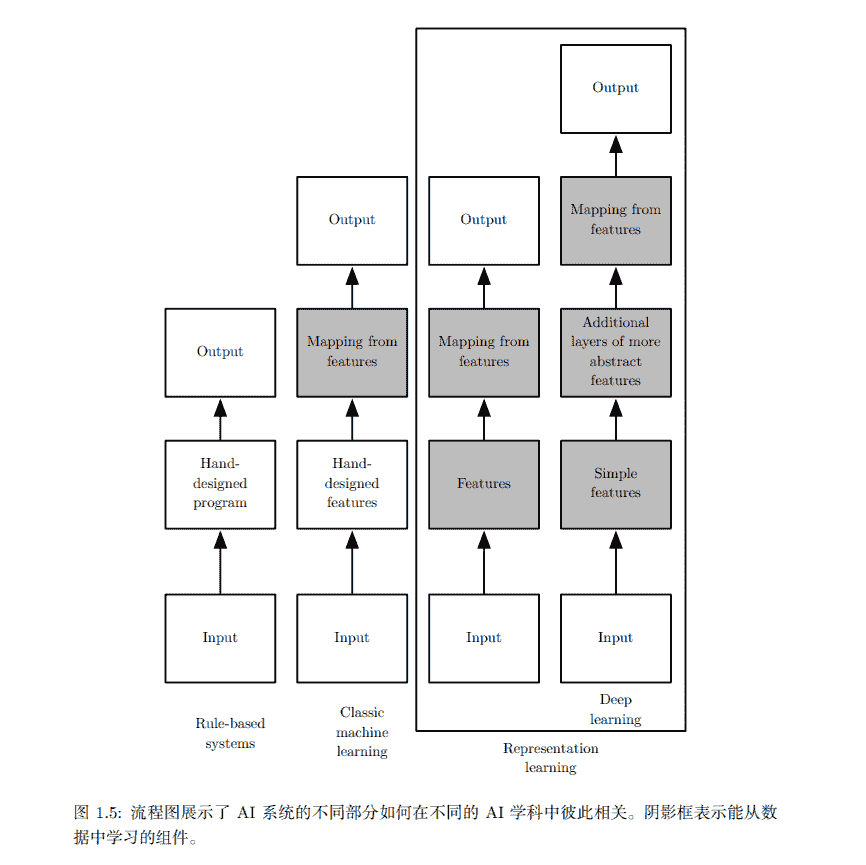 Output
Mapping from
features
Output
Output
Additional
layers of more
abstract
features
Mapping from
features
Mapping from
features
Output
Simple
features
Features
Hand-
designed
features
Hand-
designed
program
Input
Input
Input
Input
Deep
learning
Classic
machine
learning
Rule-based
systems
Representation
learning
图 1.5: 流程图展示了 AI 系统的不同部分如何在不同的 AI 学科中彼此相关。阴影框表示能从数
据中学习的组件。